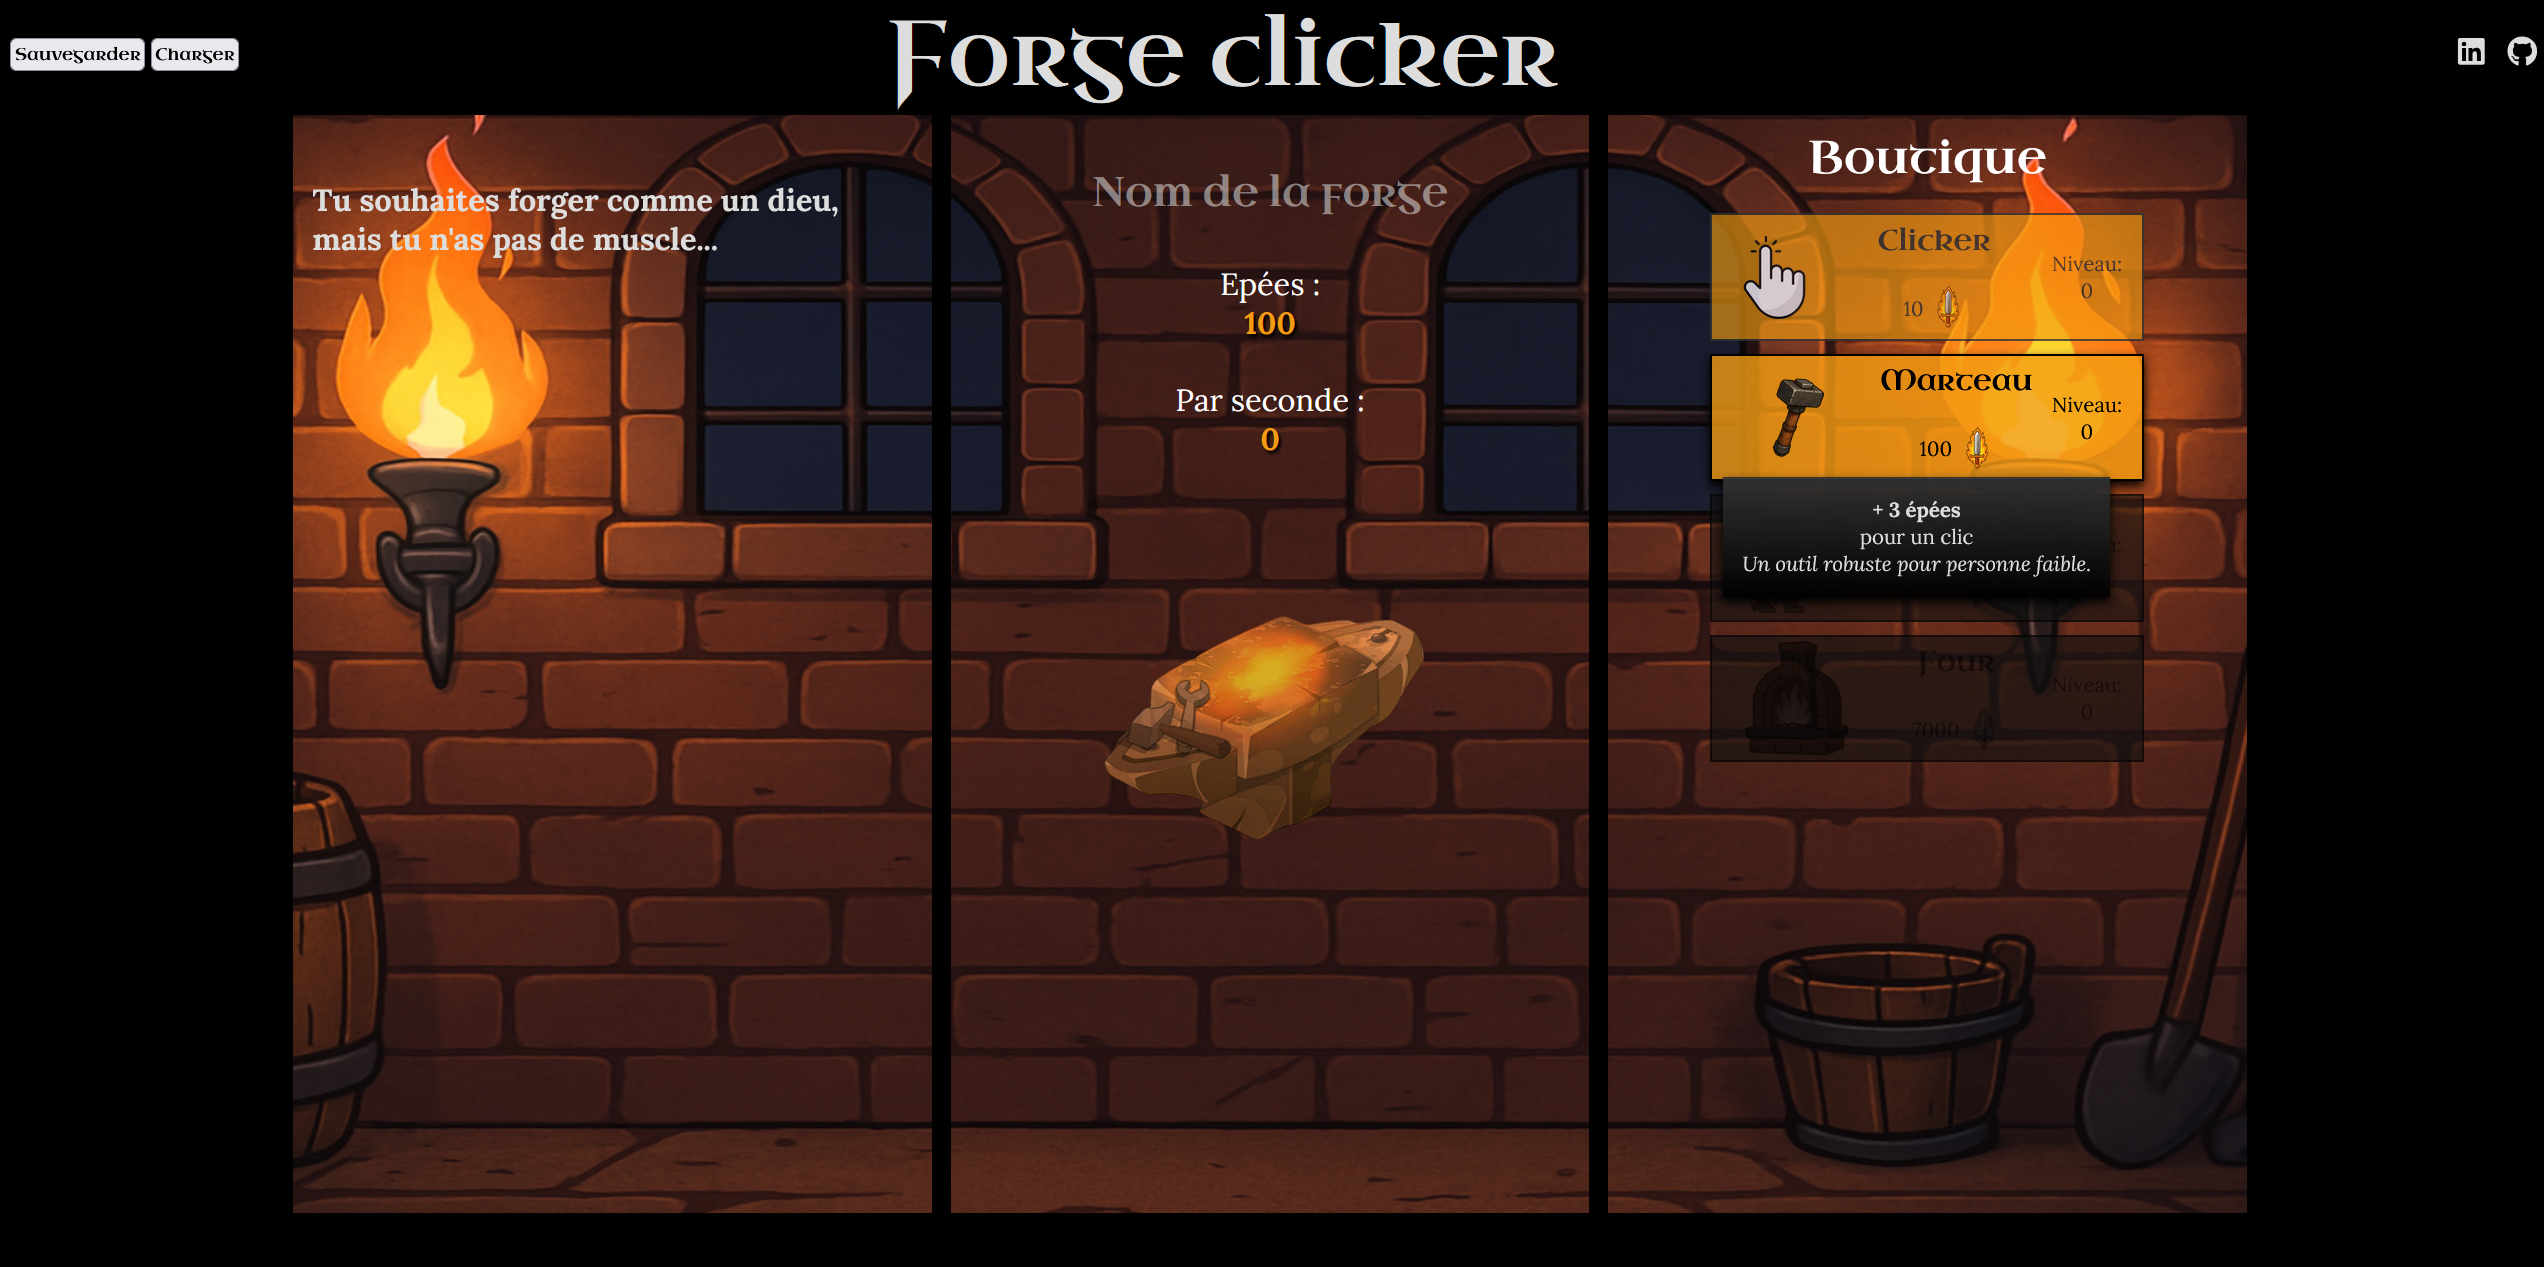 Sauvegarder
Charger
Forge clicker
Tu souhaites forger comme un dieu,
mais tu n'as pas de muscle...
Nom de la forge
Epées :
100
Par seconde :
0
Boutique
Clicker
Niveau:
0
10
Marteau
Niveau:
0
100
+ 3 épées
pour un clic
Un outil robuste pour personne faible.
Four
Niveau:
0
7000